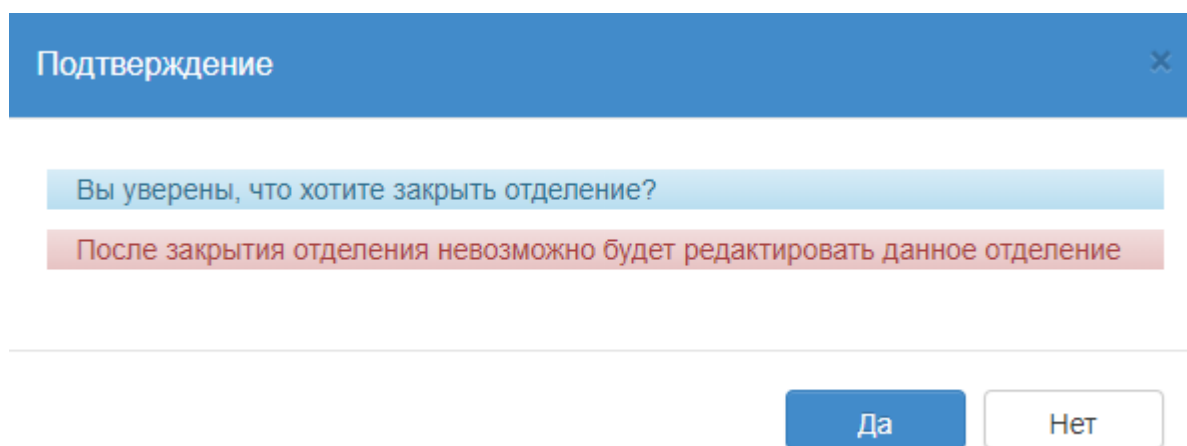 Подтверждение
Вы уверены, что хотите закрыть отделение?
После закрытия отделения невозможно будет редактировать данное отделение
Да Нет